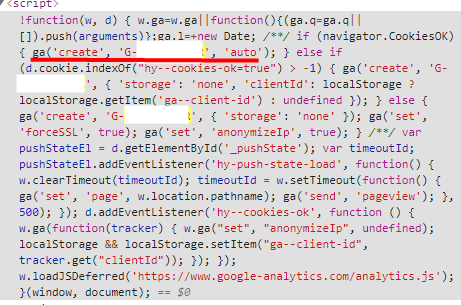 <script>
!function(w, d) { w.ga=w.ga||function(){(ga.q=ga.q||
[]).push(arguments)};ga.l=+new Date; /**/ if (navigator.CookiesOK)
{ ga('create', 'G- ', 'auto'); } else if
(d.cookie.indexOf("hy--cookies-ok=true") > -1) { ga('create', 'G-
', { 'storage': 'none', 'clientId': localStorage ?
localStorage.getItem('ga--client-id') : undefined }); } else {
ga('create', 'G- ', { 'storage': 'none' }); ga('set',
'forceSSL', true); ga('set', 'anonymizeIp', true); } /**/ var
pushStateEl = d.getElementById('_pushState'); var timeoutId;
pushStateEl.addEventListener('hy-push-state-load', function() {
w.clearTimeout(timeoutId); timeoutId = w.setTimeout(function() {
ga('set', 'page', w.location.pathname); ga('send', 'pageview'); },
500); }); d.addEventListener('hy--cookies-ok', function () {
w.ga(function(tracker) { w.ga("set", "anonymizeIp", undefined);
localStorage && localStorage.setItem("ga--client-id",
tracker.get("clientId")); }); });
w.loadJSDeferred('https://www.google-analytics.com/analytics.js');
}(window, document); == $0